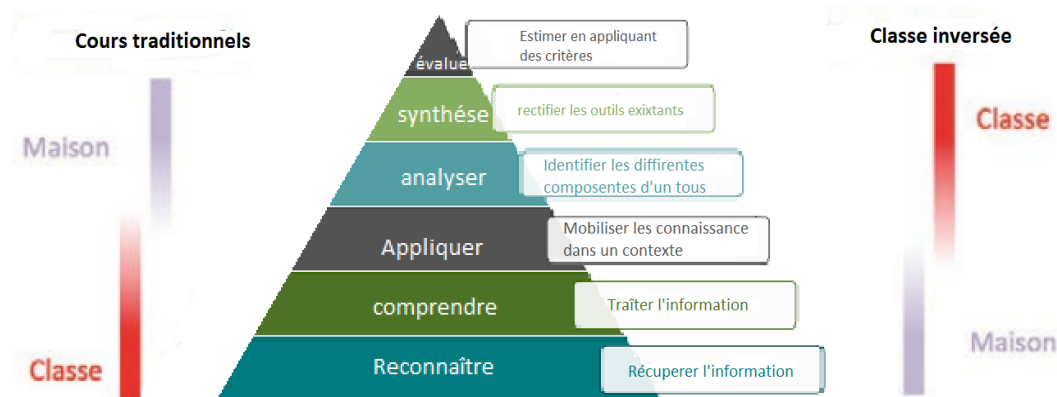 Cours traditionnels
Classe inversée
Maison
Classe
évalue
Estimer en appliquant
des critères
synthése
rectifier les outils exixtants
analyser
Identifier les diffirentes
composentes d'un tous
Appliquer
Mobiliser les connaissance
dans un contexte
comprendre
Traîter l'information
Reconnaître
Récuperer l'information
Classe
Maison